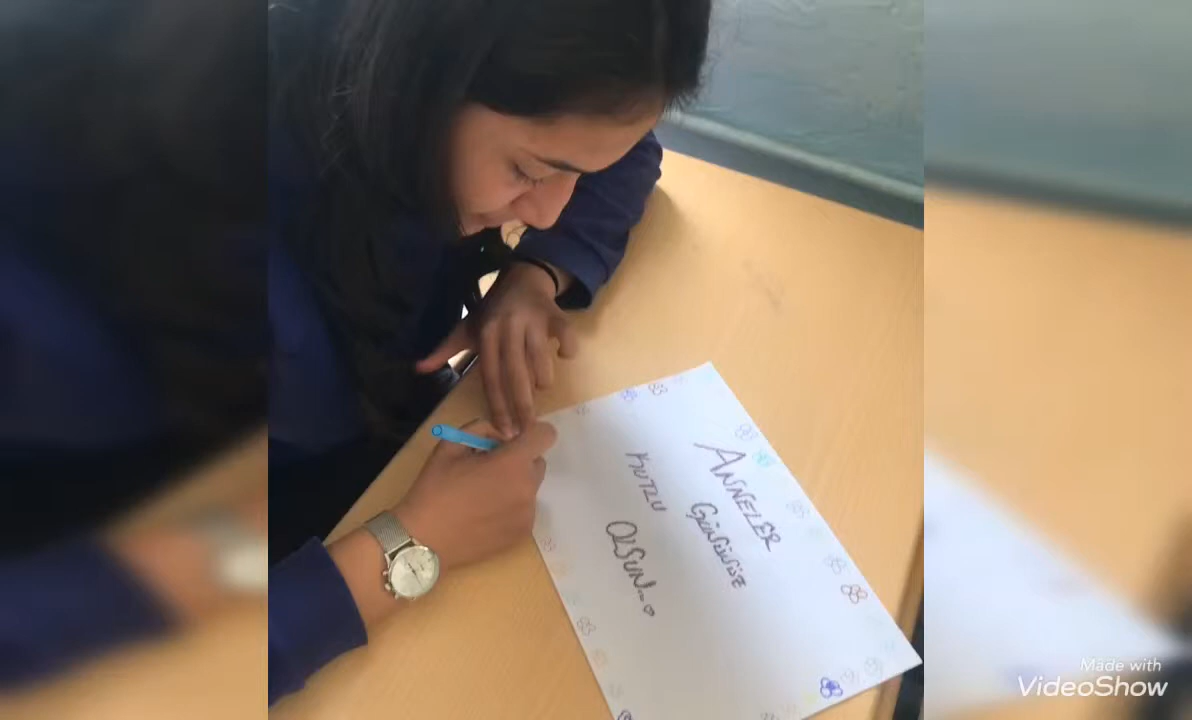 ANNELER
Gününüz
KUTLU
OLSUN...
Made with
VideoShow